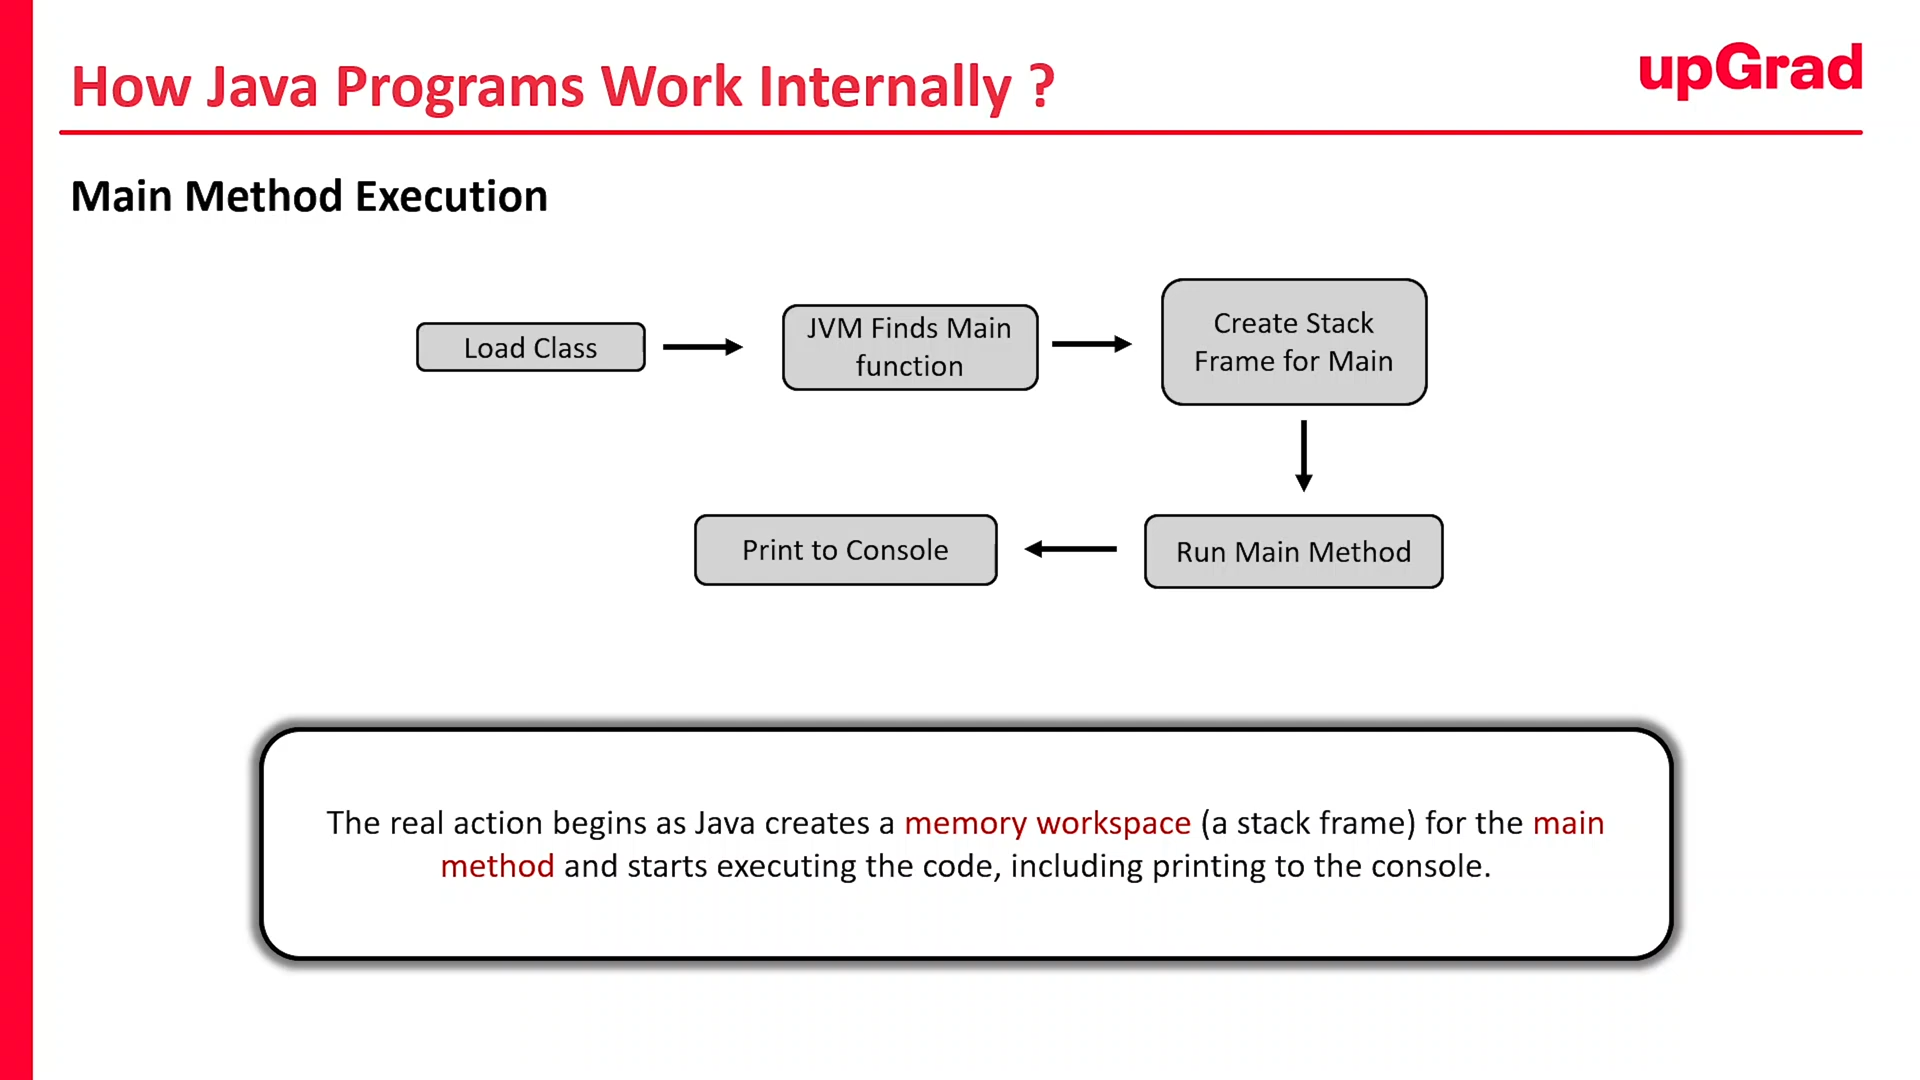 How Java Programs Work Internally ?
upGrad
Main Method Execution
Load Class
JVM Finds Main
function
Create Stack
Frame for Main
Run Main Method
Print to Console
The real action begins as Java creates a memory workspace (a stack frame) for the main
method and starts executing the code, including printing to the console.